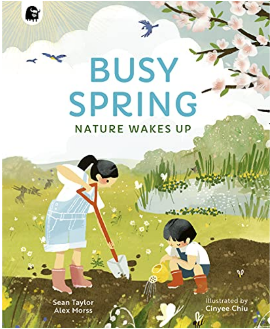 BUSY
SPRING
NATURE WAKES UP
Sean Taylor
Alex Morss
illustrated by
Cinyee Chiu